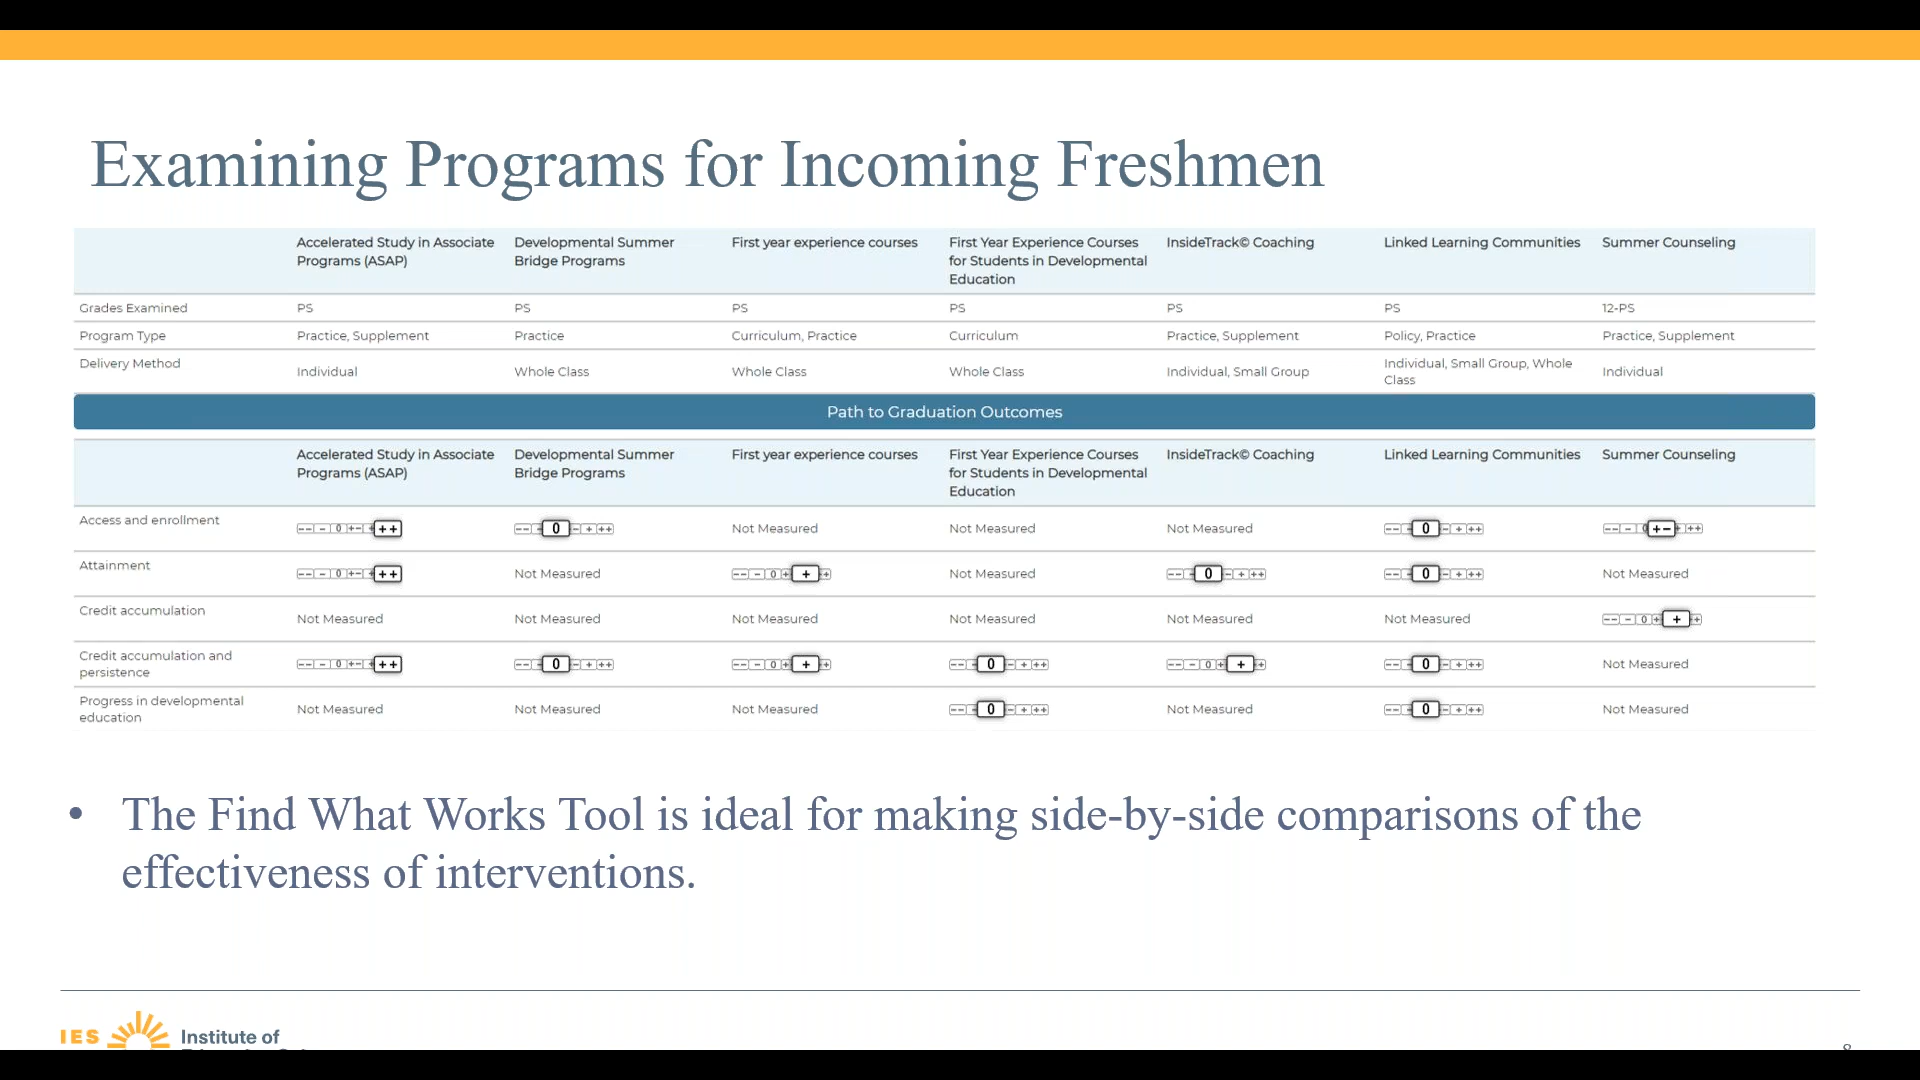 Examining Programs for Incoming Freshmen
Accelerated Study in Associate Programs (ASAP) Developmental Summer Bridge Programs First year experience courses First Year Experience Courses for Students in Developmental Education InsideTrack© Coaching Linked Learning Communities Summer Counseling
Grades Examined PS PS PS PS PS PS 12-PS
Program Type Practice, Supplement Practice Curriculum, Practice Curriculum Practice, Supplement Policy, Practice Practice, Supplement
Delivery Method Individual Whole Class Whole Class Whole Class Individual, Small Group Individual, Small Group, Whole Class Individual
Path to Graduation Outcomes
Accelerated Study in Associate Programs (ASAP) Developmental Summer Bridge Programs First year experience courses First Year Experience Courses for Students in Developmental Education InsideTrack© Coaching Linked Learning Communities Summer Counseling
Access and enrollment ++ 0 Not Measured Not Measured Not Measured 0 +-
Attainment ++ Not Measured + Not Measured 0 0 Not Measured
Credit accumulation Not Measured Not Measured Not Measured Not Measured Not Measured Not Measured +
Credit accumulation and persistence ++ 0 + 0 + 0 Not Measured
Progress in developmental education Not Measured Not Measured Not Measured 0 Not Measured 0 Not Measured
• The Find What Works Tool is ideal for making side-by-side comparisons of the
effectiveness of interventions.
IES Institute of